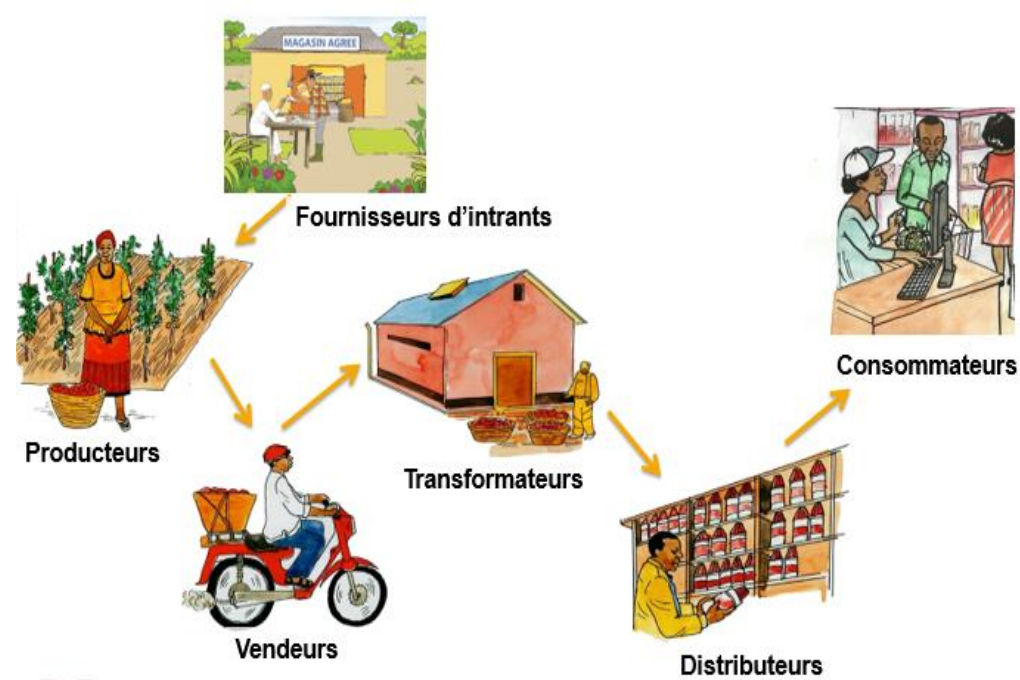 MAGASIN AGREE
Fournisseurs d'intrants
Producteurs
Vendeurs
Transformateurs
Distributeurs
Consommateurs